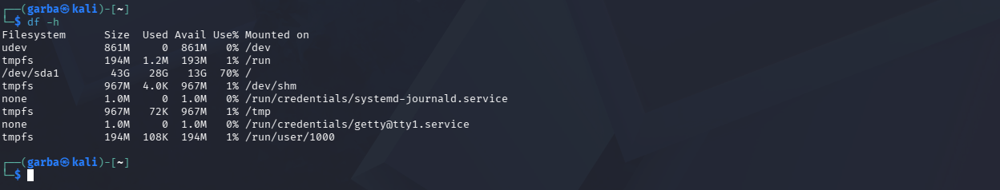 ┌──(garba㉿kali)-[~]
└─$ df -h
Filesystem      Size  Used Avail Use% Mounted on
udev            861M     0  861M   0% /dev
tmpfs           194M  1.2M  193M   1% /run
/dev/sda1        43G   28G   13G  70% /
tmpfs           967M  4.0K  967M   1% /dev/shm
none            1.0M     0  1.0M   0% /run/credentials/systemd-journald.service
tmpfs           967M   72K  967M   1% /tmp
none            1.0M     0  1.0M   0% /run/credentials/getty@tty1.service
tmpfs           194M  108K  194M   1% /run/user/1000
┌──(garba㉿kali)-[~]
└─$